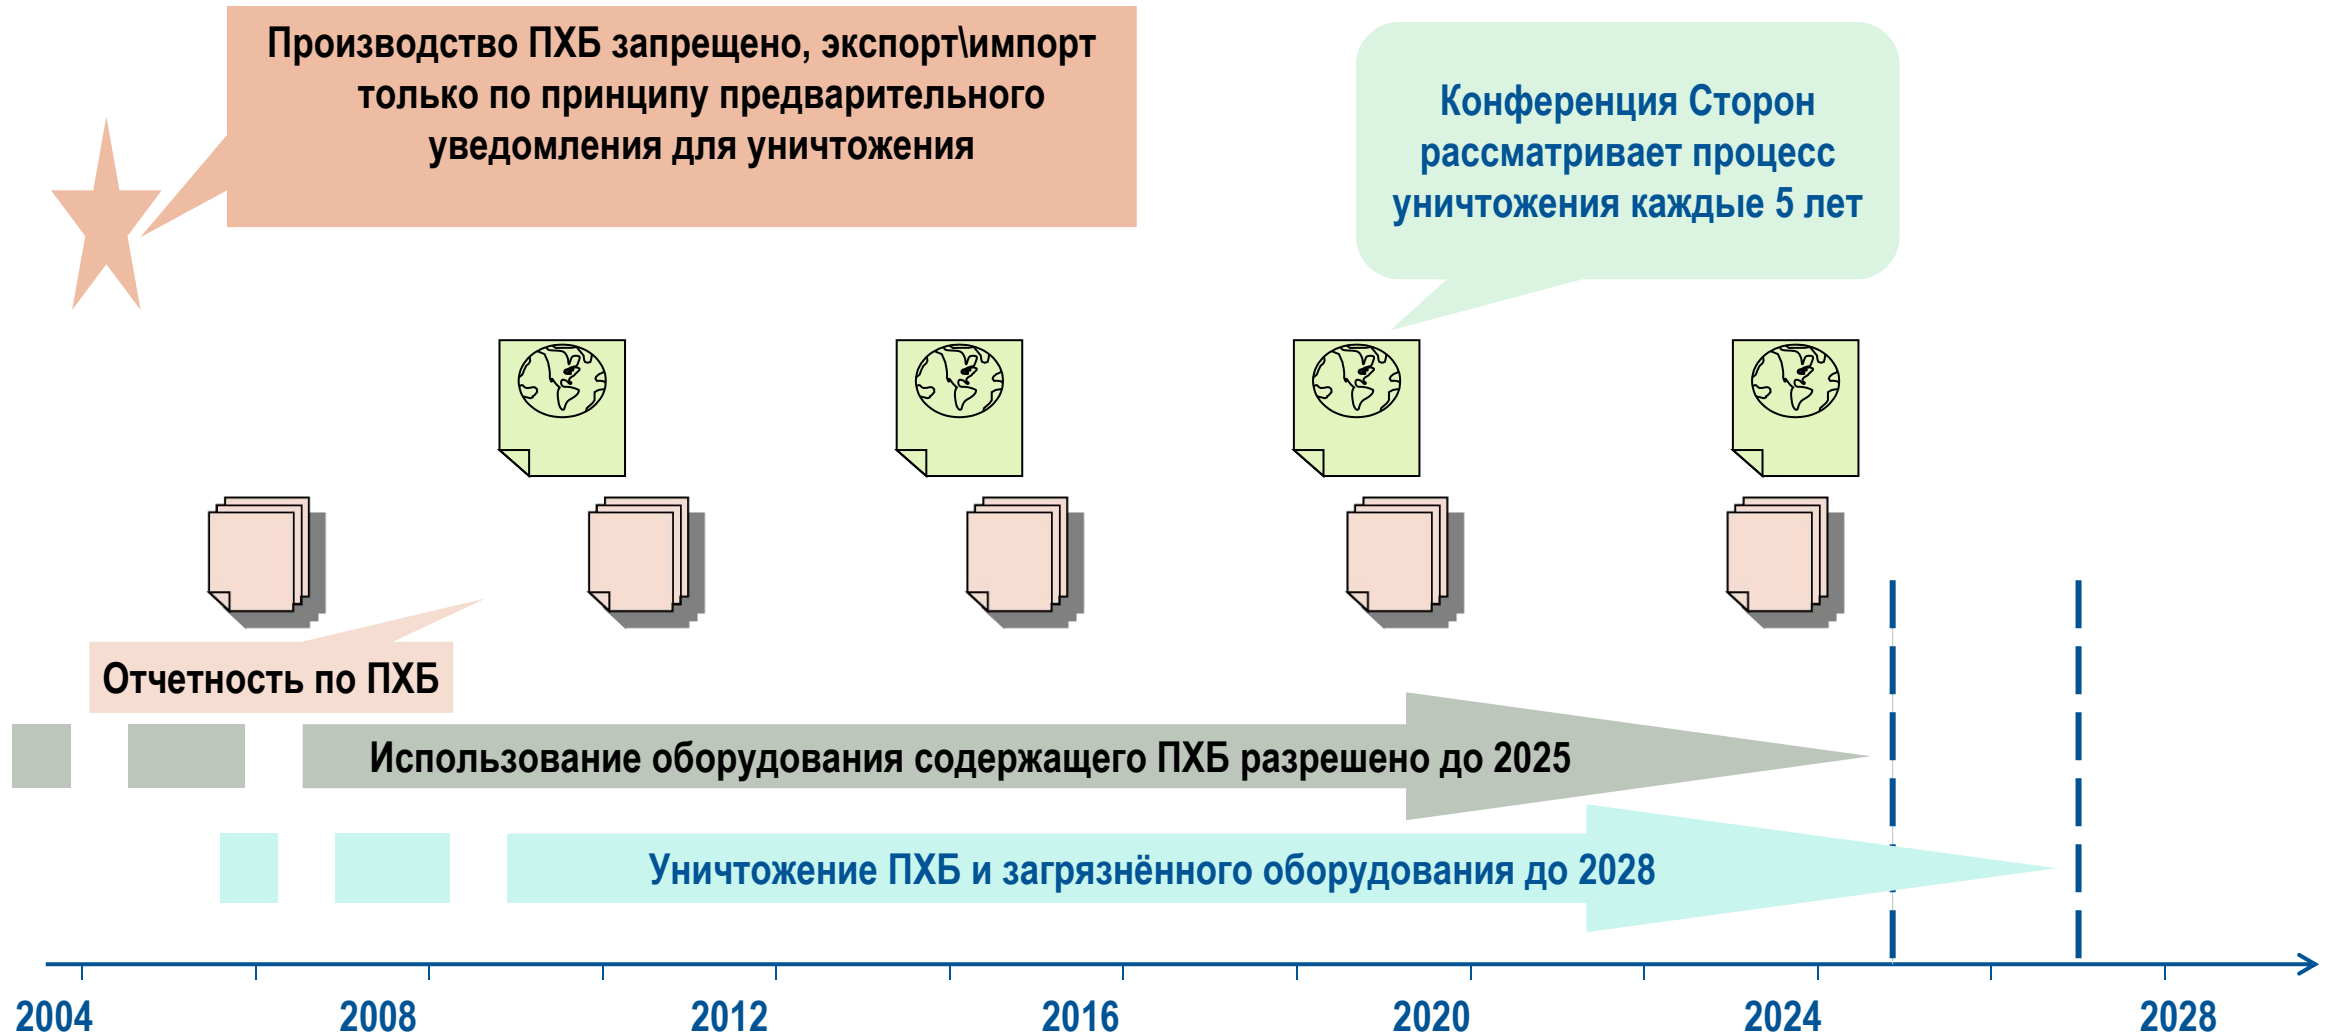 Производство ПХБ запрещено, экспорт\импорт
только по принципу предварительного
уведомления для уничтожения
Конференция Сторон
рассматривает процесс
уничтожения каждые 5 лет
Отчетность по ПХБ
Использование оборудования содержащего ПХБ разрешено до 2025
Уничтожение ПХБ и загрязнённого оборудования до 2028
2004 2008 2012 2016 2020 2024 2028